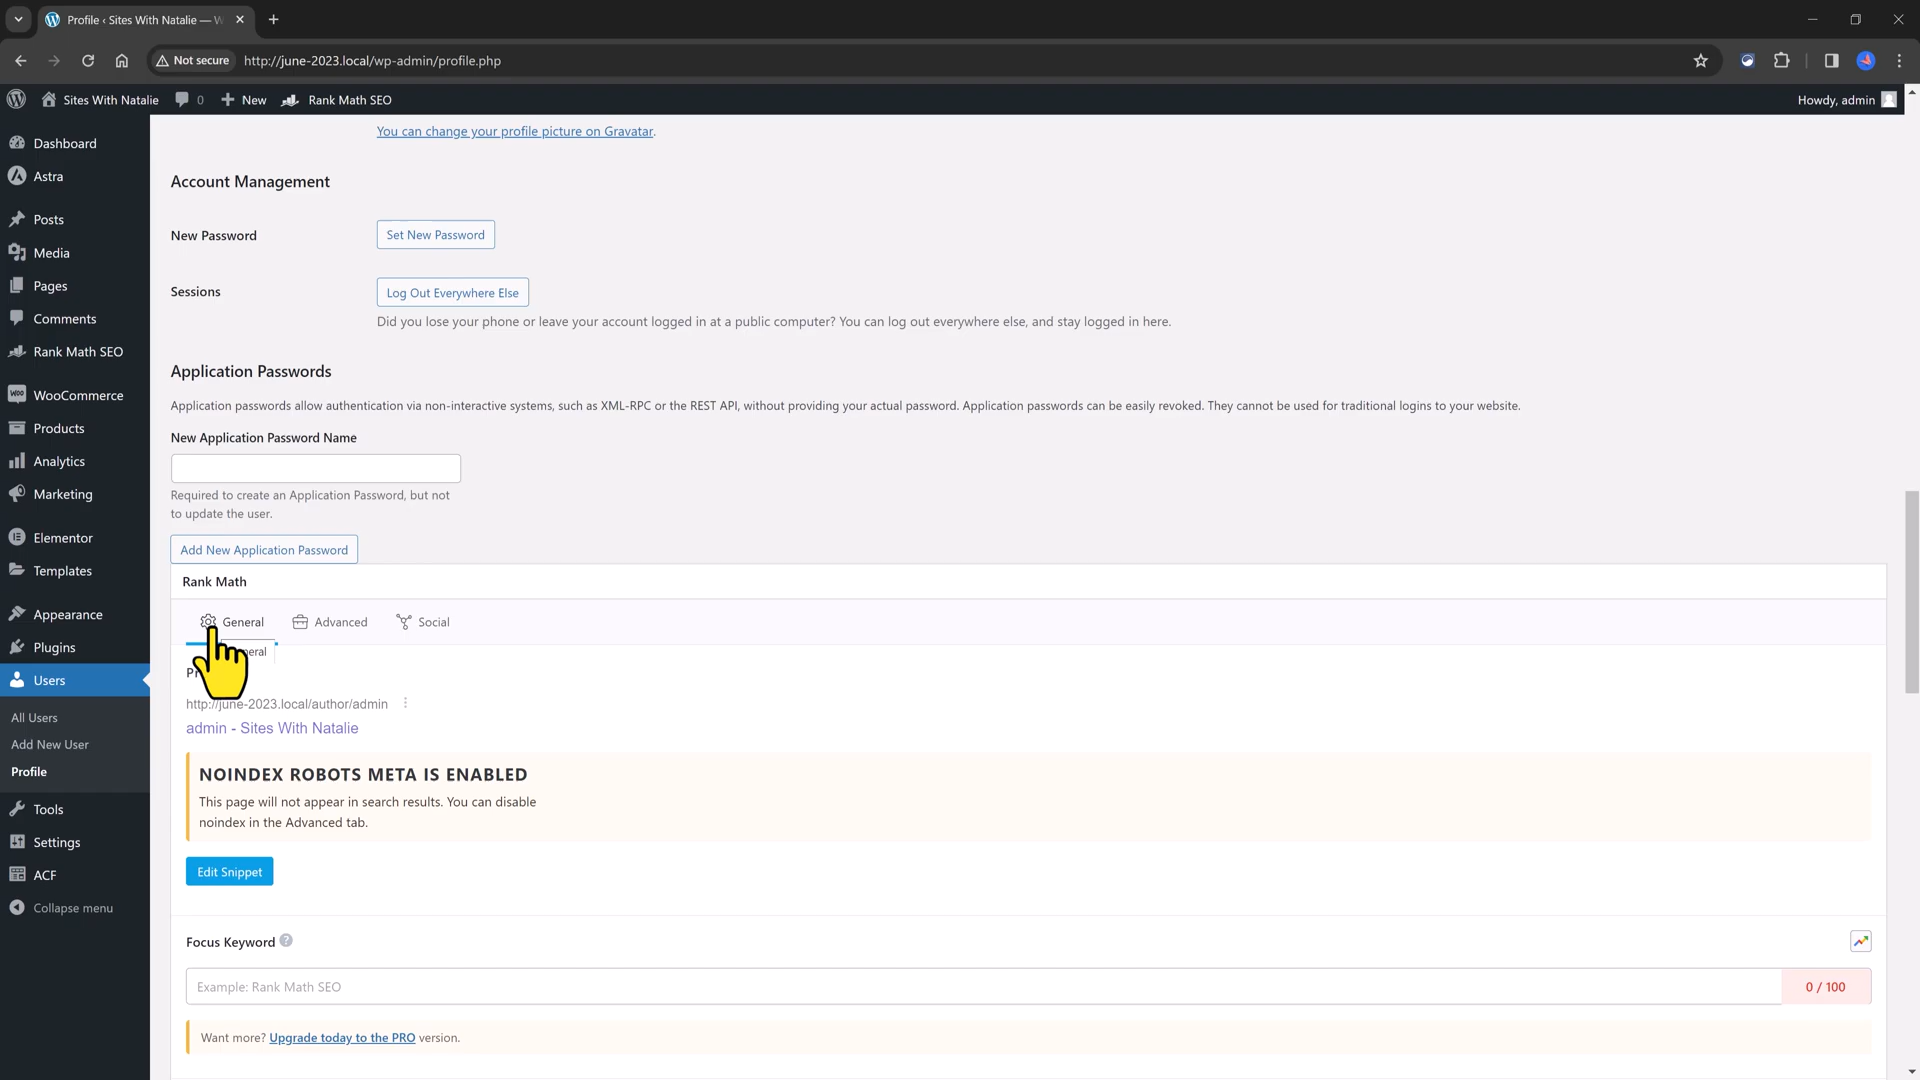 Profile ‹ Sites With Natalie — W
Not secure
http://june-2023.local/wp-admin/profile.php
Sites With Natalie
0
New
Rank Math SEO
Howdy, admin
Dashboard
Astra
Posts
Media
Pages
Comments
Rank Math SEO
WooCommerce
Products
Analytics
Marketing
Elementor
Templates
Appearance
Plugins
Users
All Users
Add New User
Profile
Tools
Settings
ACF
Collapse menu
You can change your profile picture on Gravatar.
Account Management
New Password
Set New Password
Sessions
Log Out Everywhere Else
Did you lose your phone or leave your account logged in at a public computer? You can log out everywhere else, and stay logged in here.
Application Passwords
Application passwords allow authentication via non-interactive systems, such as XML-RPC or the REST API, without providing your actual password. Application passwords can be easily revoked. They cannot be used for traditional logins to your website.
New Application Password Name
Required to create an Application Password, but not
to update the user.
Add New Application Password
Rank Math
General
Advanced
Social
http://june-2023.local/author/admin
admin - Sites With Natalie
NOINDEX ROBOTS META IS ENABLED
This page will not appear in search results. You can disable
noindex in the Advanced tab.
Edit Snippet
Focus Keyword
Example: Rank Math SEO
0 / 100
Want more? Upgrade today to the PRO version.